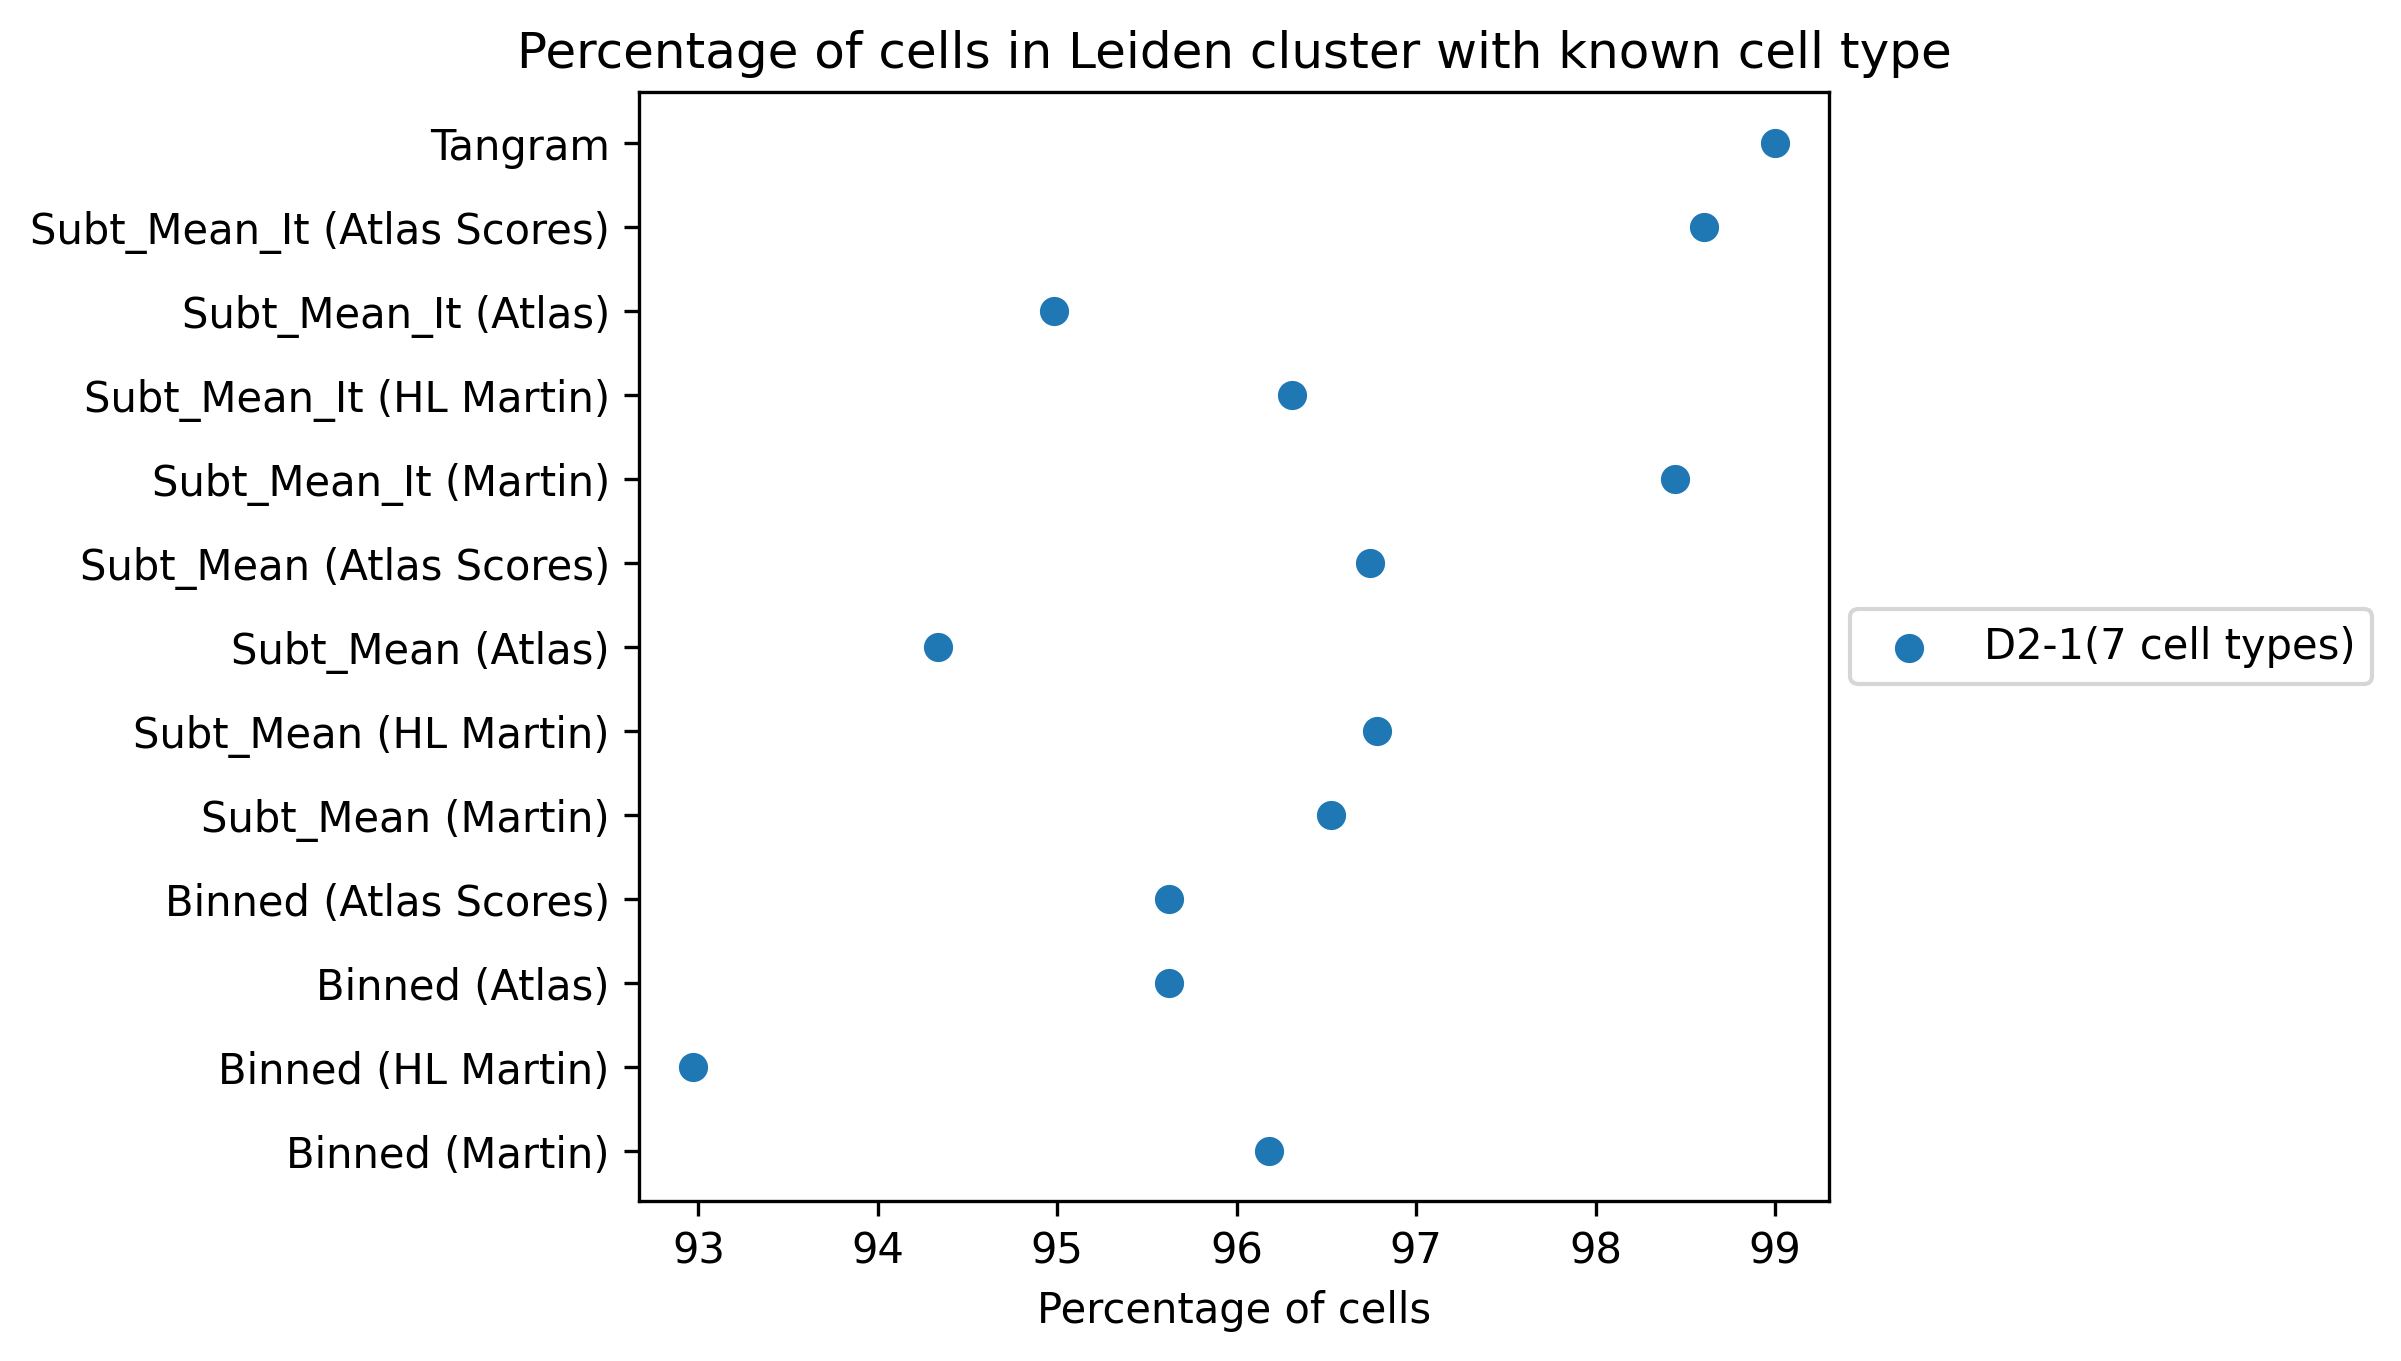 Percentage of cells in Leiden cluster with known cell type
Tangram
Subt_Mean_It (Atlas Scores)
Subt_Mean_It (Atlas)
Subt_Mean_It (HL Martin)
Subt_Mean_It (Martin)
Subt_Mean (Atlas Scores)
Subt_Mean (Atlas)
Subt_Mean (HL Martin)
Subt_Mean (Martin)
Binned (Atlas Scores)
Binned (Atlas)
Binned (HL Martin)
Binned (Martin)
D2-1(7 cell types)
93 94 95 96 97 98 99
Percentage of cells